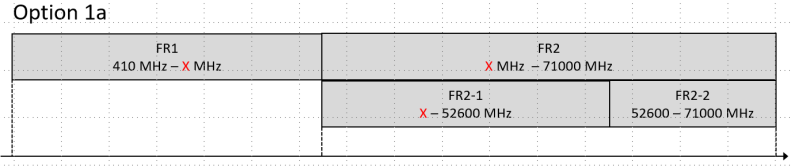 Option 1a
FR1
410 MHz – X MHz
FR2
X MHz – 71000 MHz
FR2-1
X – 52600 MHz
FR2-2
52600 – 71000 MHz